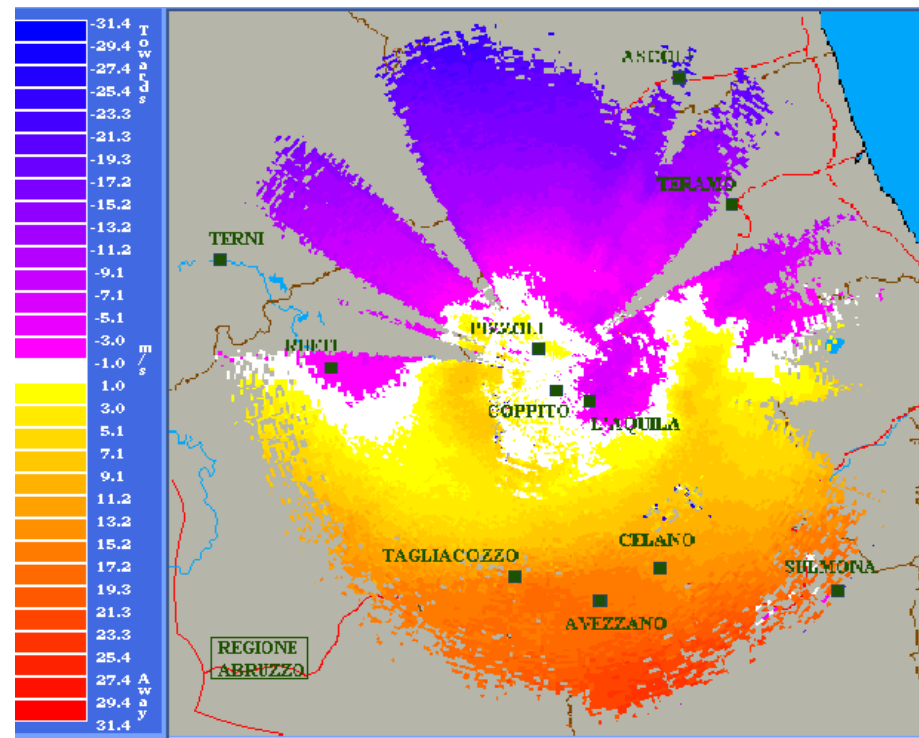 -31.4
-29.4
-27.4
-25.4
-23.3
-21.3
-19.3
-17.2
-15.2
-13.2
-11.2
-9.1
-7.1
-5.1
-3.0
-1.0
1.0
3.0
5.1
7.1
9.1
11.2
13.2
15.2
17.2
19.3
21.3
23.3
25.4
27.4
29.4
31.4
Towards
m/s
Away
ASCOLI
TERAMO
TERNI
PIZZOLI
RIETI
COPPITO
L'AQUILA
CELANO
TAGLIACOZZO
SULMONA
AVEZZANO
REGIONE
ABRUZZO